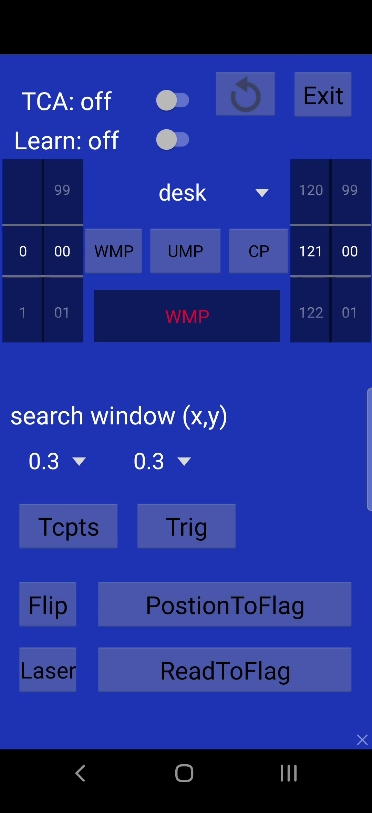 TCA: off
Exit
Learn: off
99
desk
120 99
0 00
WMP UMP CP
121 00
1 01
WMP
122 01
search window (x,y)
0.3 0.3
Tcpts Trig
Flip PostionToFlag
Laser ReadToFlag